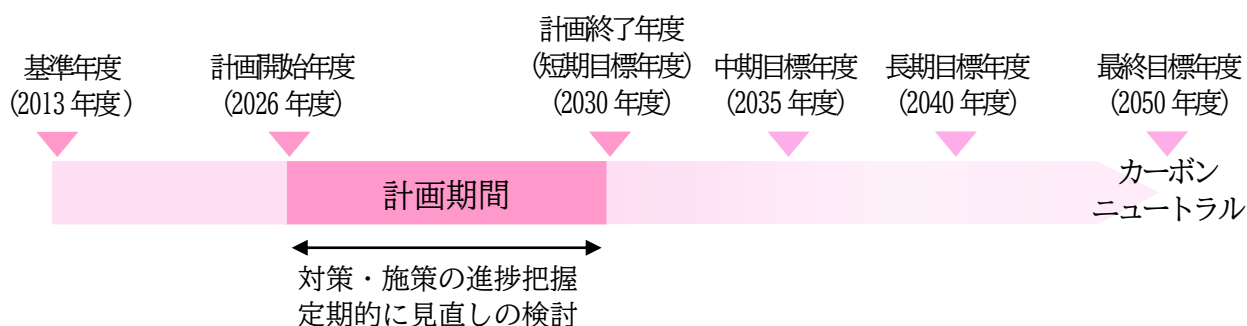 基準年度
(2013 年度)
計画開始年度
(2026 年度)
計画終了年度
(短期目標年度)
(2030 年度)
中期目標年度
(2035 年度)
長期目標年度
(2040 年度)
最終目標年度
(2050 年度)
計画期間
カーボン
ニュートラル
対策・施策の進捗把握
定期的に見直しの検討